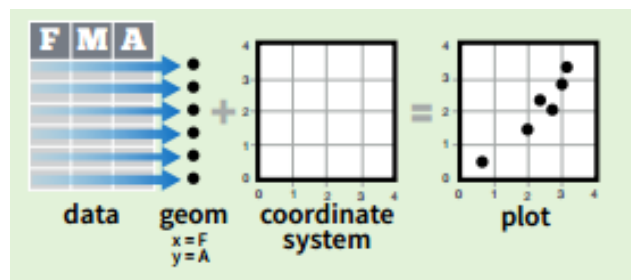 F M A
4
3
2
1
0
0 1 2 3 4
4
3
2
1
0
0 1 2 3 4
+
=
data
geom
x=F
y=A
coordinate
system
plot